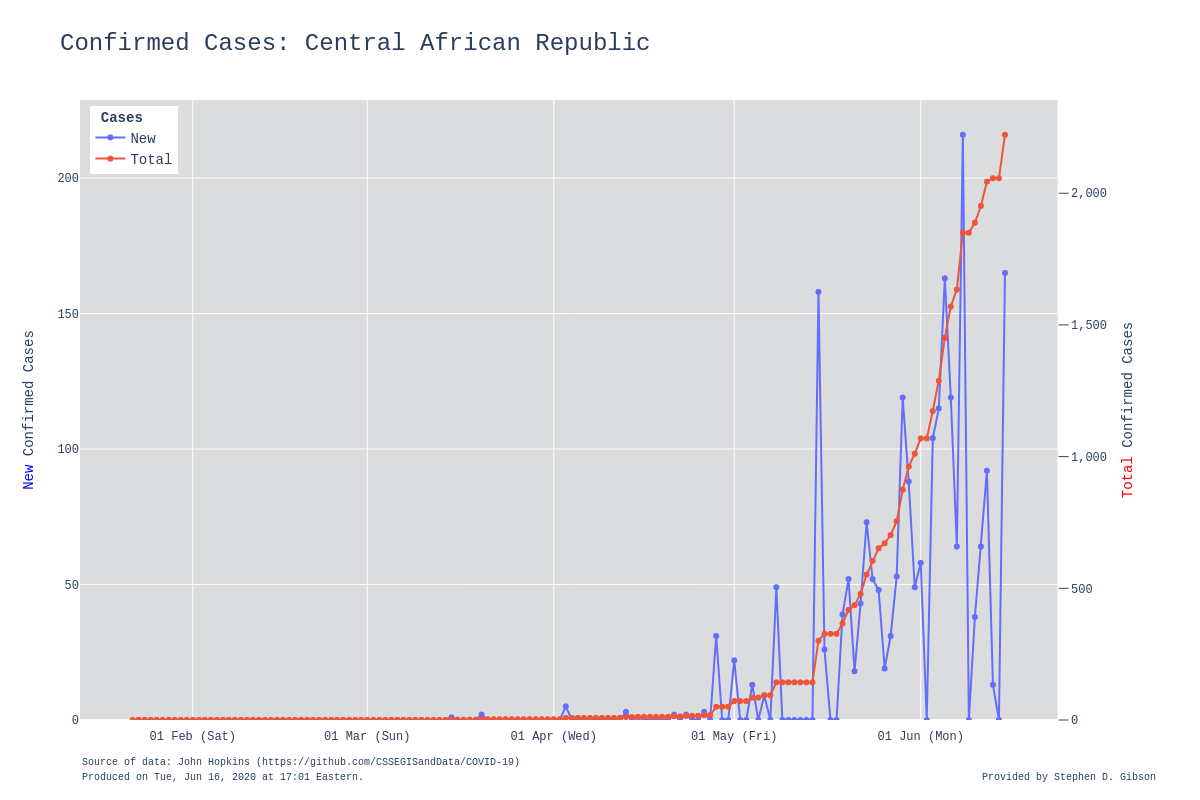 Confirmed Cases: Central African Republic
Cases
New
Total
200
150
100
50
0
2,000
1,500
1,000
500
0
New Confirmed Cases
Total Confirmed Cases
01 Feb (Sat)
01 Mar (Sun)
01 Apr (Wed)
01 May (Fri)
01 Jun (Mon)
Source of data: John Hopkins (https://github.com/CSSEGISandData/COVID-19)
Produced on Tue, Jun 16, 2020 at 17:01 Eastern.
Provided by Stephen D. Gibson